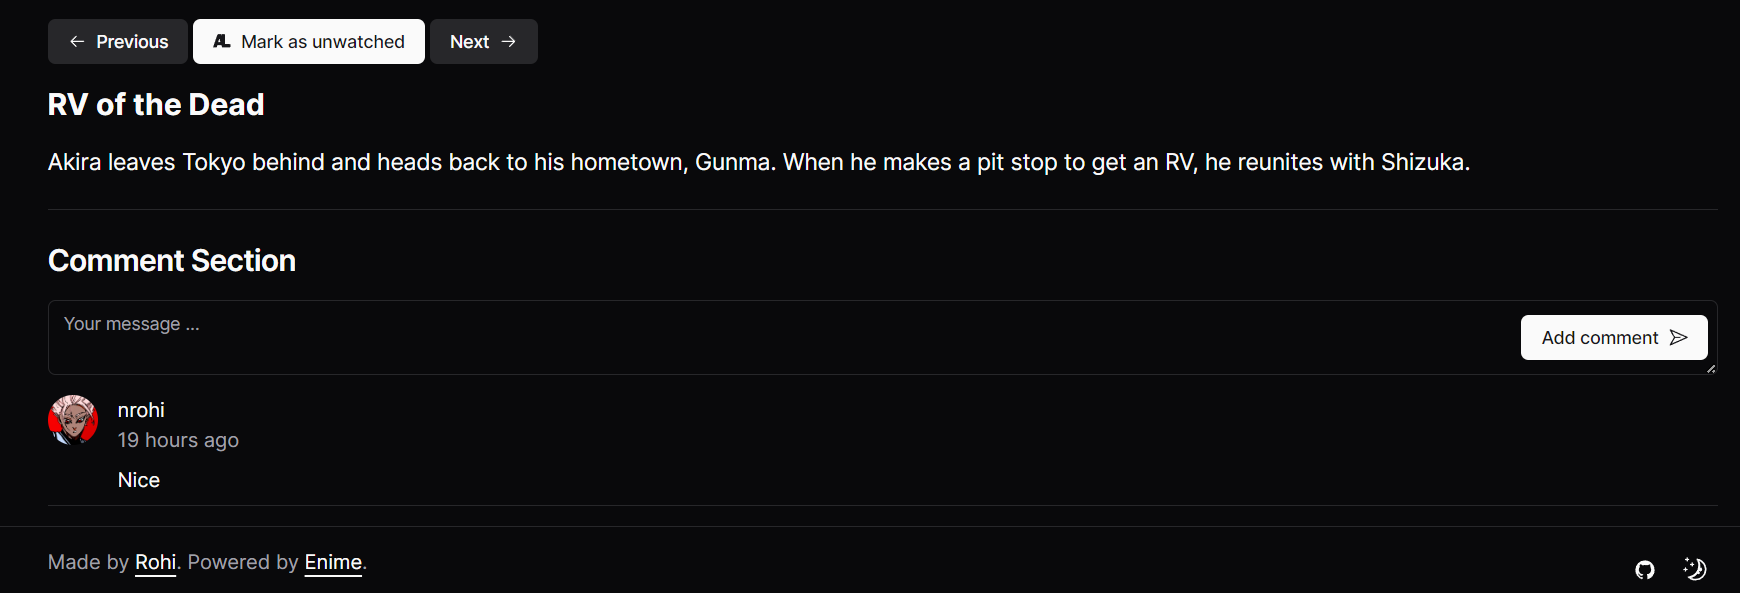 Previous
AL Mark as unwatched
Next
RV of the Dead
Akira leaves Tokyo behind and heads back to his hometown, Gunma. When he makes a pit stop to get an RV, he reunites with Shizuka.
Comment Section
Your message ...
Add comment
nrohi
19 hours ago
Nice
Made by Rohi. Powered by Enime.